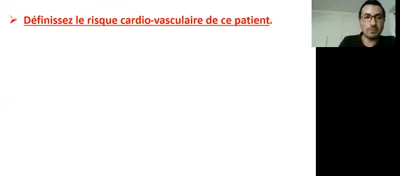 ➢ Définissez le risque cardio-vasculaire de ce patient.